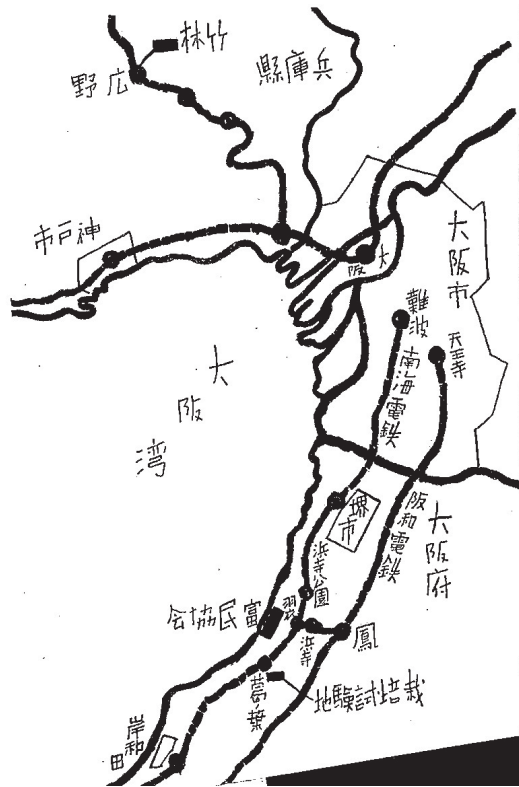 竹林
野広
兵庫縣
神戸市
大阪
大阪市
難波
天王寺
南海電鉄
大阪湾
堺市
阪和電鉄
大阪府
浜寺公園
富民協会
羽衣
浜寺
鳳
葛葉
栽培試験地
岸和田